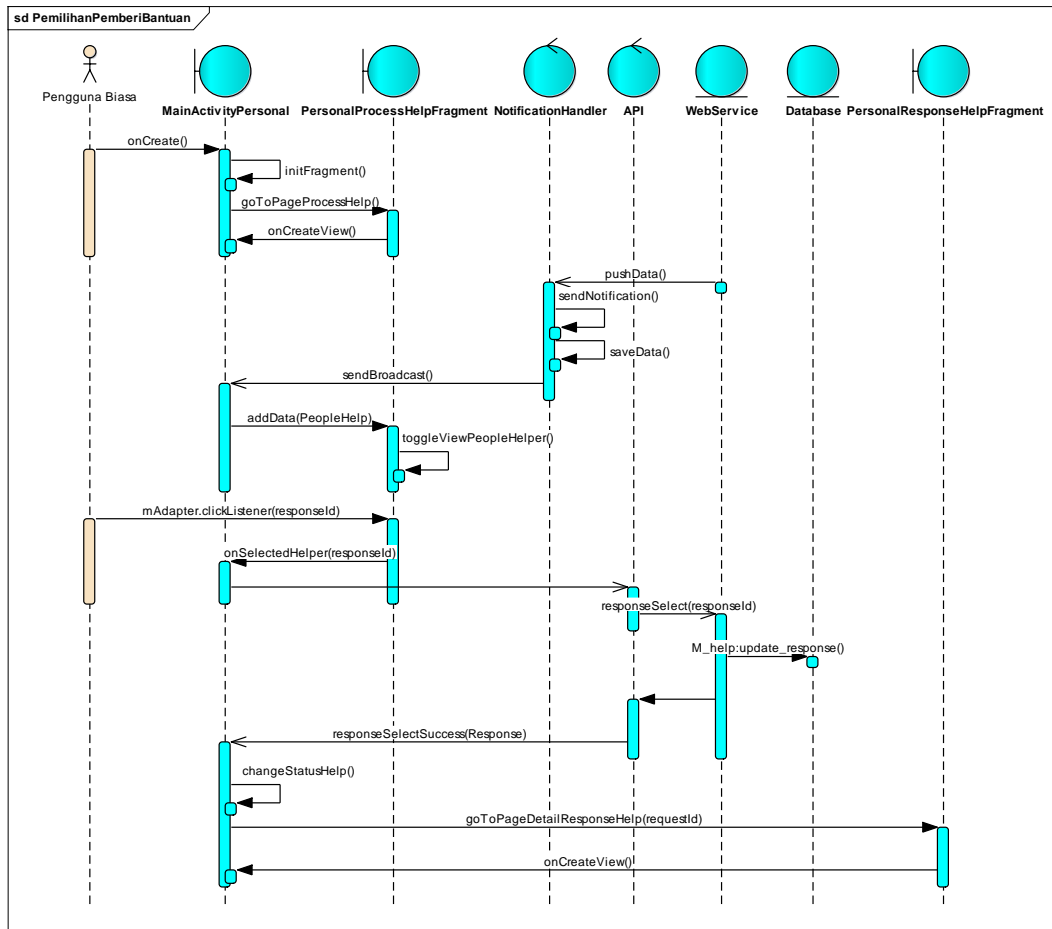 sd PemilihanPemberiBantuan
Pengguna Biasa
MainActivityPersonal
PersonalProcessHelpFragment
NotificationHandler
API
WebService
Database
PersonalResponseHelpFragment
onCreate()
initFragment()
goToPageProcessHelp()
onCreateView()
pushData()
sendNotification()
saveData()
sendBroadcast()
addData(PeopleHelp)
toggleViewPeopleHelper()
mAdapter.clickListener(responseId)
onSelectedHelper(responseId)
responseSelect(responseId)
M_help:update_response()
responseSelectSuccess(Response)
changeStatusHelp()
goToPageDetailResponseHelp(requestId)
onCreateView()